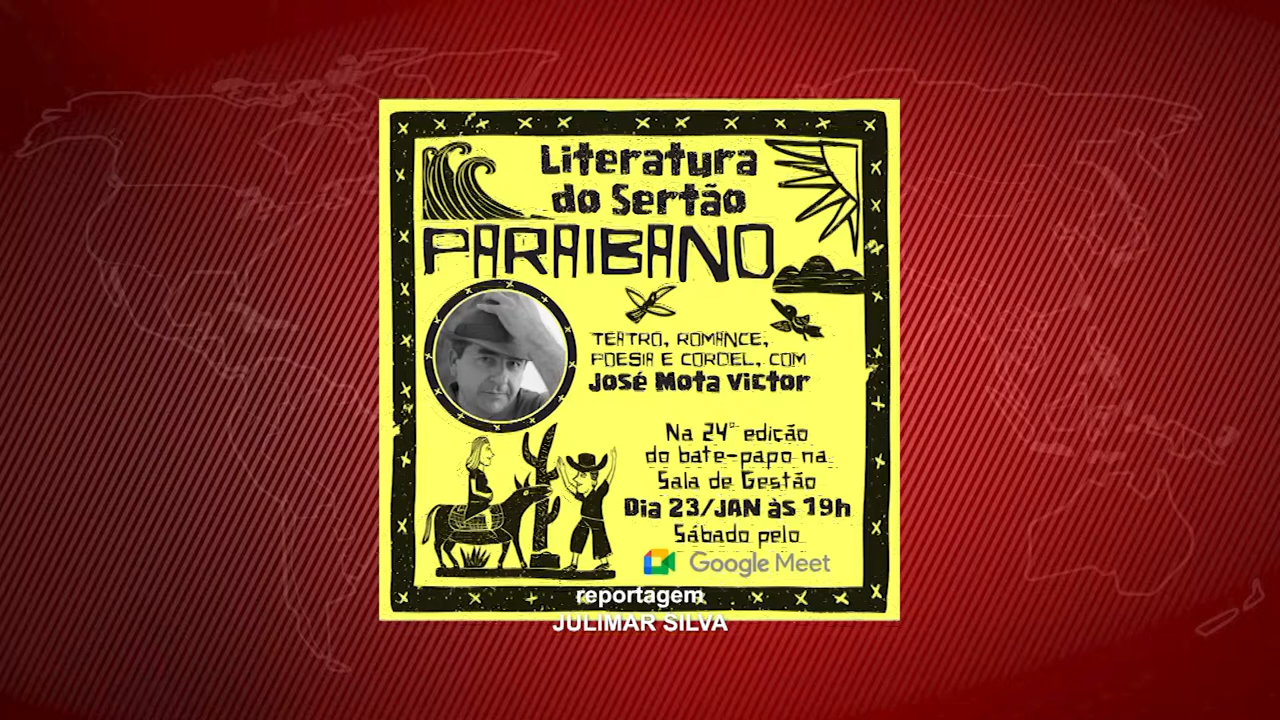 Literatura
do Sertão
PARAIBANO
TEATRO, ROMANCE,
POESIA E CORDEL, COM
José Mota Victor
Na 24ª edição
do bate-papo na
Sala de Gestão
Dia 23/JAN às 19h
Sábado pelo
Google Meet
reportagem
JULIMAR SILVA